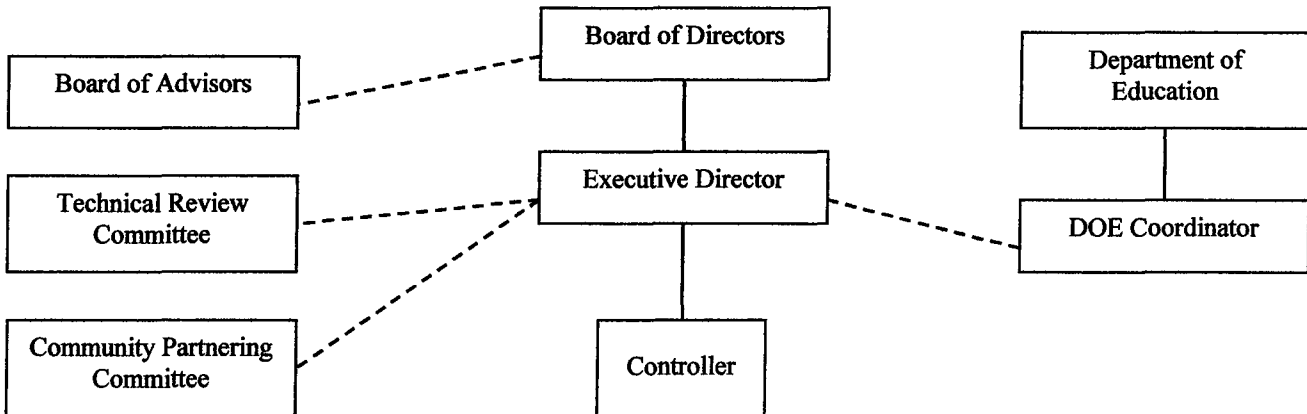 Board of Directors
Board of Advisors
Department of
Education
Executive Director
Technical Review
Committee
DOE Coordinator
Community Partnering
Committee
Controller